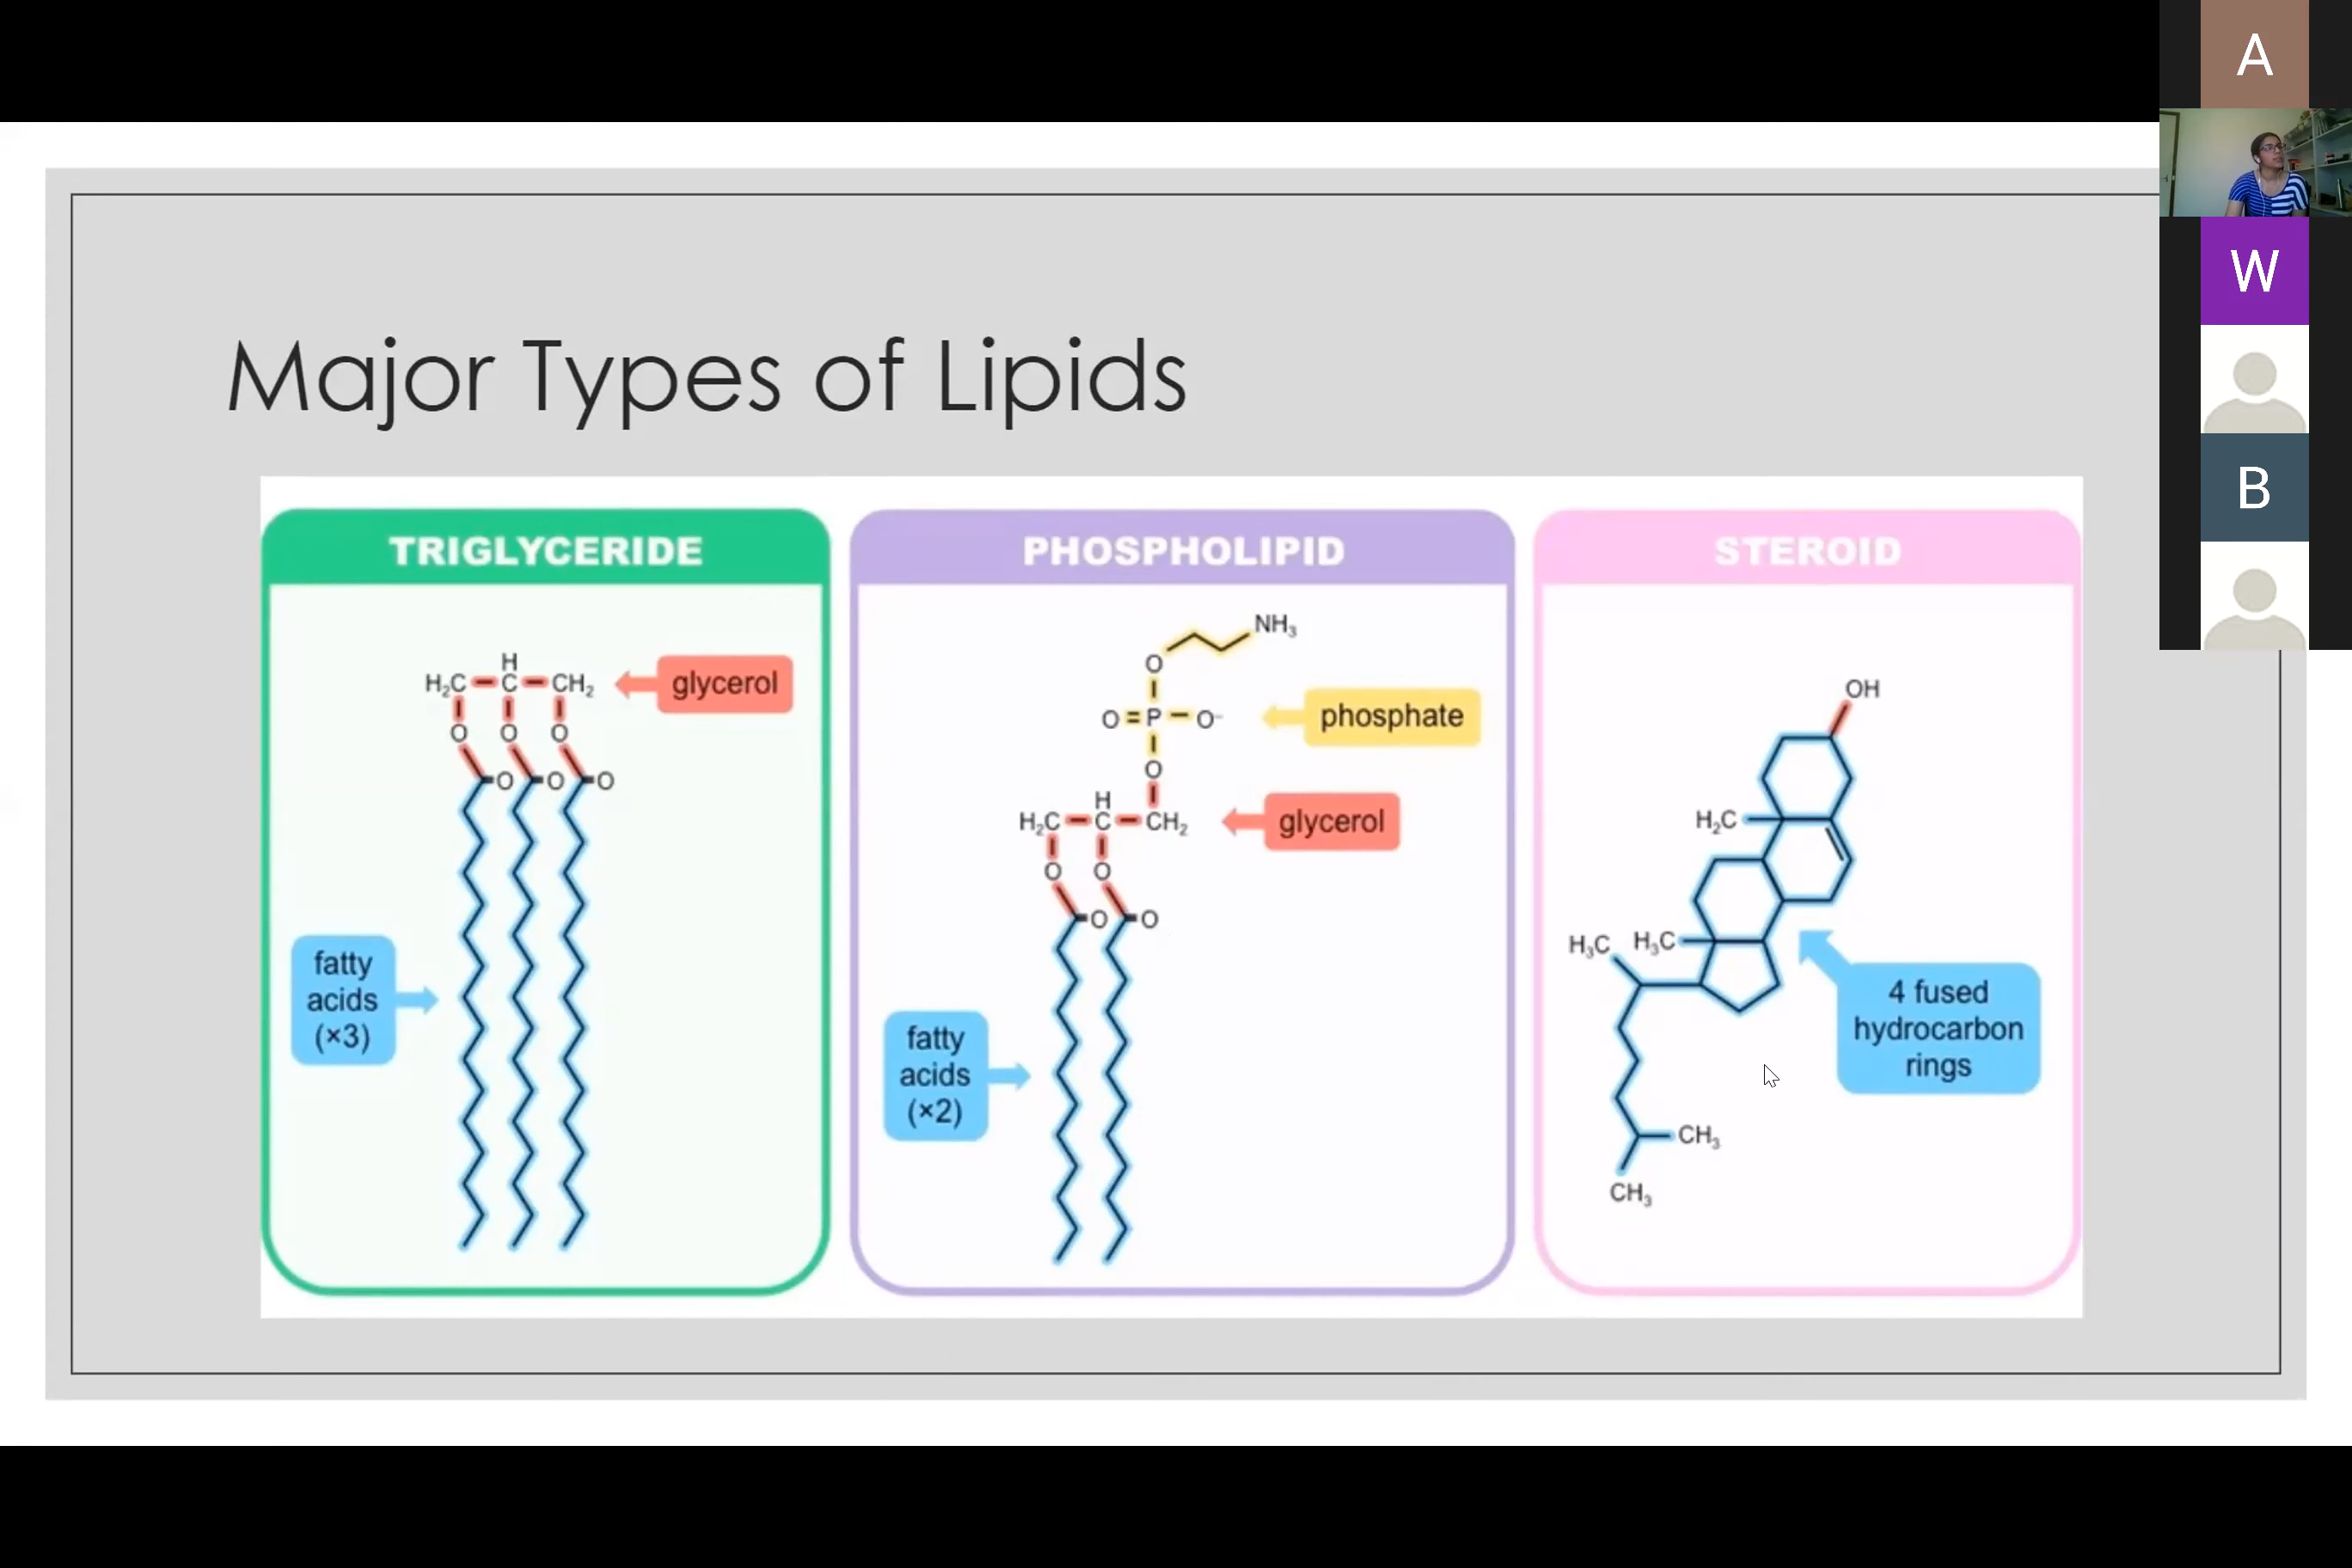 A
W
B
Major Types of Lipids
TRIGLYCERIDE
H
H₂C C CH₂
glycerol
O O O
O O O
fatty
acids
(×3)
PHOSPHOLIPID
NH₃
O
O=P-O⁻
phosphate
O
H
H₂C C CH₂
glycerol
O O
O O
fatty
acids
(×2)
STEROID
OH
H₂C
H₃C H₃C
4 fused
hydrocarbon
rings
CH₃
CH₃